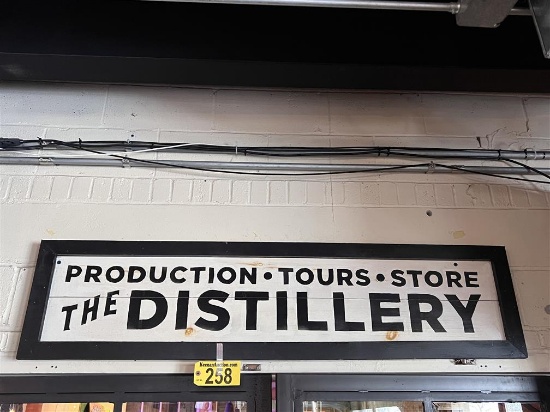 PRODUCTION • TOURS • STORE
THE DISTILLERY
258